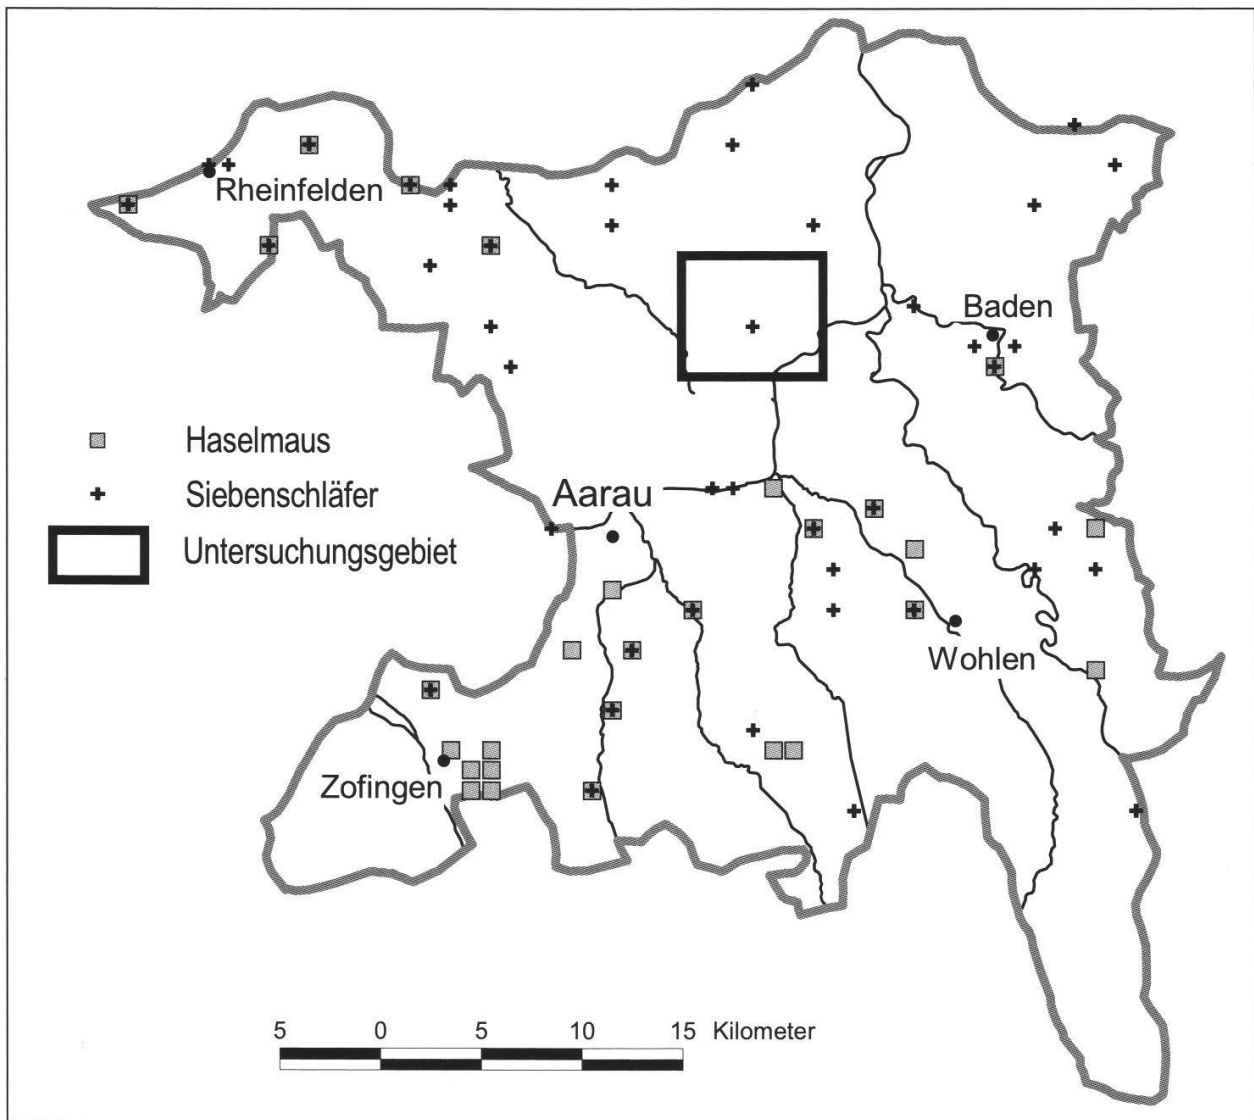 Rheinfelden
Baden
Haselmaus
Siebenschläfer
Untersuchungsgebiet
Aarau
Wohlen
Zofingen
5 0 5 10 15 Kilometer